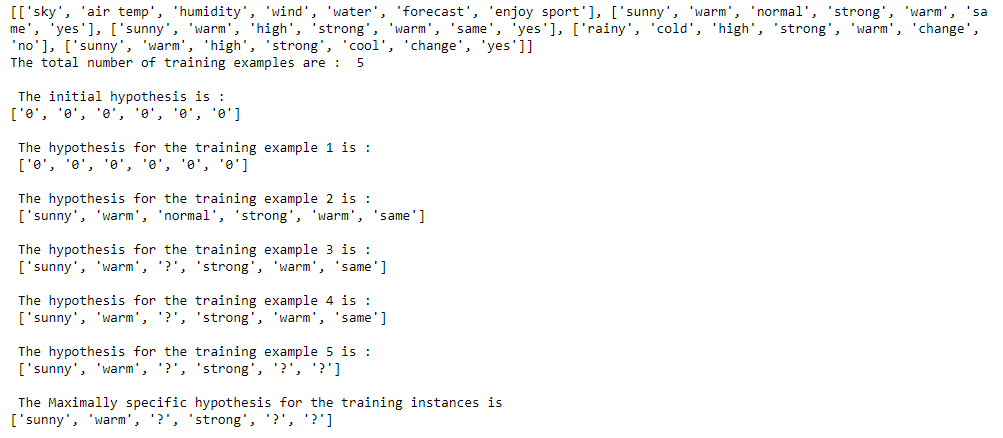 [['sky', 'air temp', 'humidity', 'wind', 'water', 'forecast', 'enjoy sport'], ['sunny', 'warm', 'normal', 'strong', 'warm', 'sa
me', 'yes'], ['sunny', 'warm', 'high', 'strong', 'warm', 'same', 'yes'], ['rainy', 'cold', 'high', 'strong', 'warm', 'change',
'no'], ['sunny', 'warm', 'high', 'strong', 'cool', 'change', 'yes']]
The total number of training examples are :  5
The initial hypothesis is :
['0', '0', '0', '0', '0', '0']
The hypothesis for the training example 1 is :
['0', '0', '0', '0', '0', '0']
The hypothesis for the training example 2 is :
['sunny', 'warm', 'normal', 'strong', 'warm', 'same']
The hypothesis for the training example 3 is :
['sunny', 'warm', '?', 'strong', 'warm', 'same']
The hypothesis for the training example 4 is :
['sunny', 'warm', '?', 'strong', 'warm', 'same']
The hypothesis for the training example 5 is :
['sunny', 'warm', '?', 'strong', '?', '?']
The Maximally specific hypothesis for the training instances is
['sunny', 'warm', '?', 'strong', '?', '?']